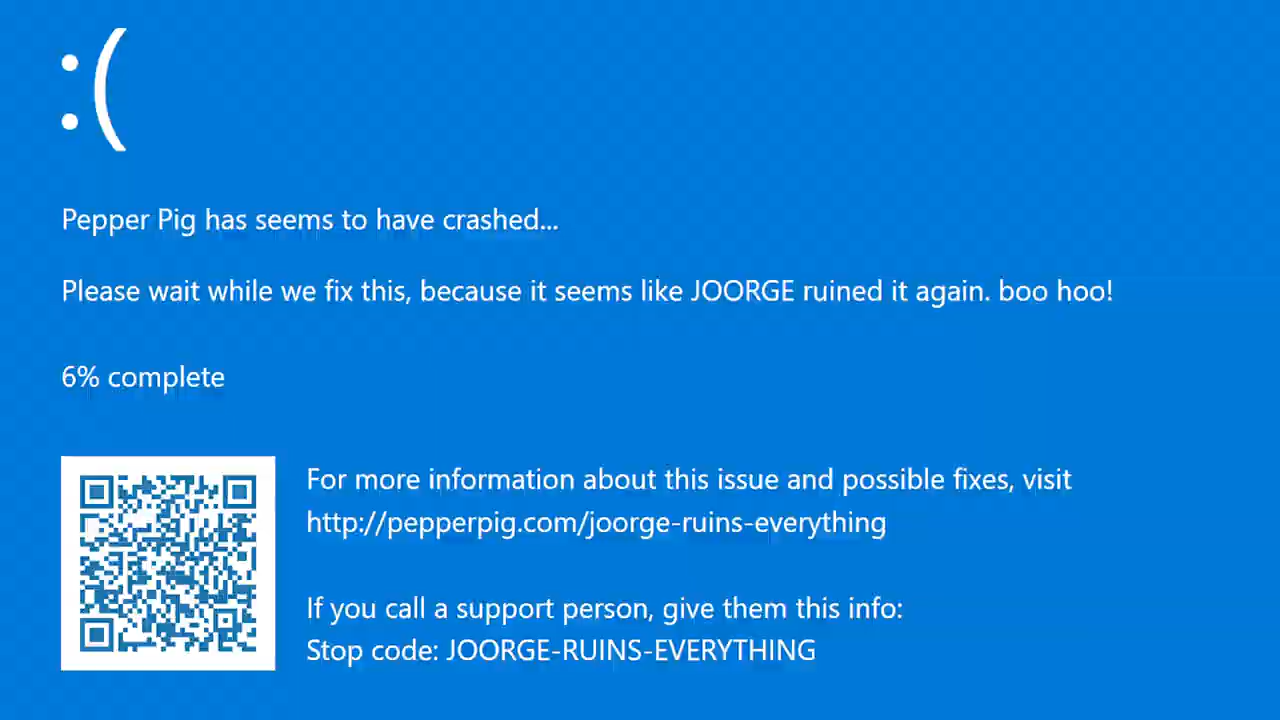 :(
Pepper Pig has seems to have crashed...
Please wait while we fix this, because it seems like JOORGE ruined it again. boo hoo!
6% complete
For more information about this issue and possible fixes, visit
http://pepperpig.com/joorge-ruins-everything
If you call a support person, give them this info:
Stop code: JOORGE-RUINS-EVERYTHING